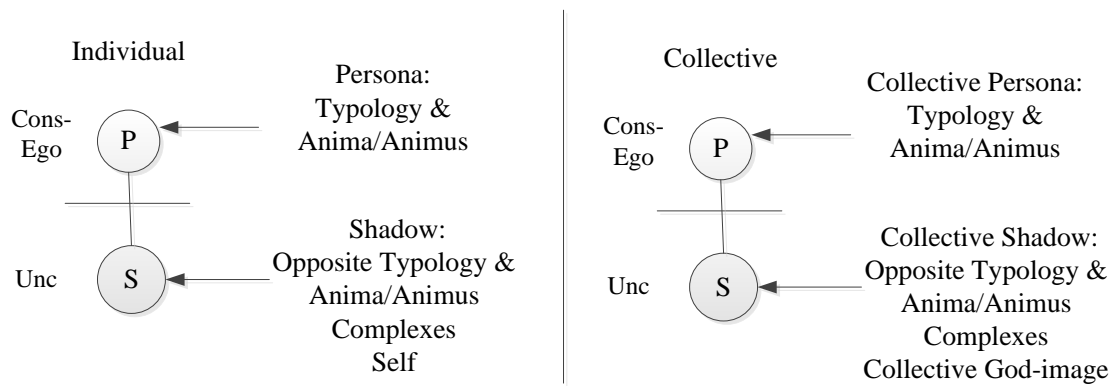 Individual
Cons-
Ego
P
Persona:
Typology &
Anima/Animus
Unc
S
Shadow:
Opposite Typology &
Anima/Animus
Complexes
Self
Collective
Cons-
Ego
P
Collective Persona:
Typology &
Anima/Animus
Unc
S
Collective Shadow:
Opposite Typology &
Anima/Animus
Complexes
Collective God-image